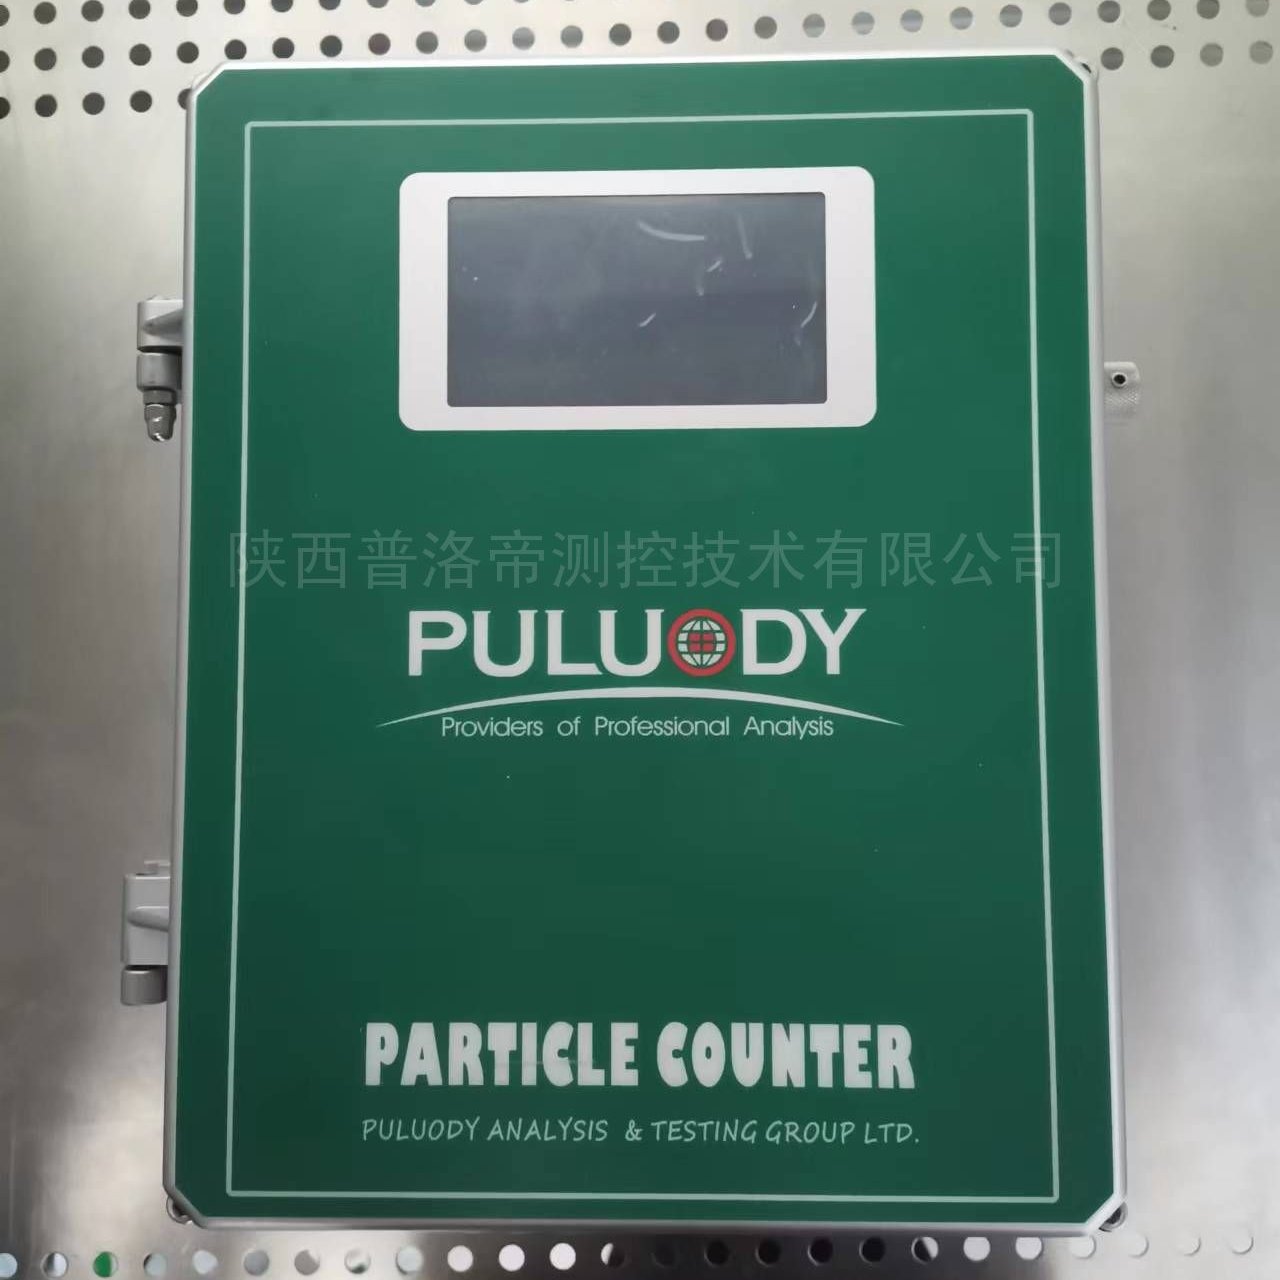 陕西普洛帝测控技术有限公司
PULUODY
Providers of Professional Analysis
PARTICLE COUNTER
PULUODY ANALYSIS & TESTING GROUP LTD.